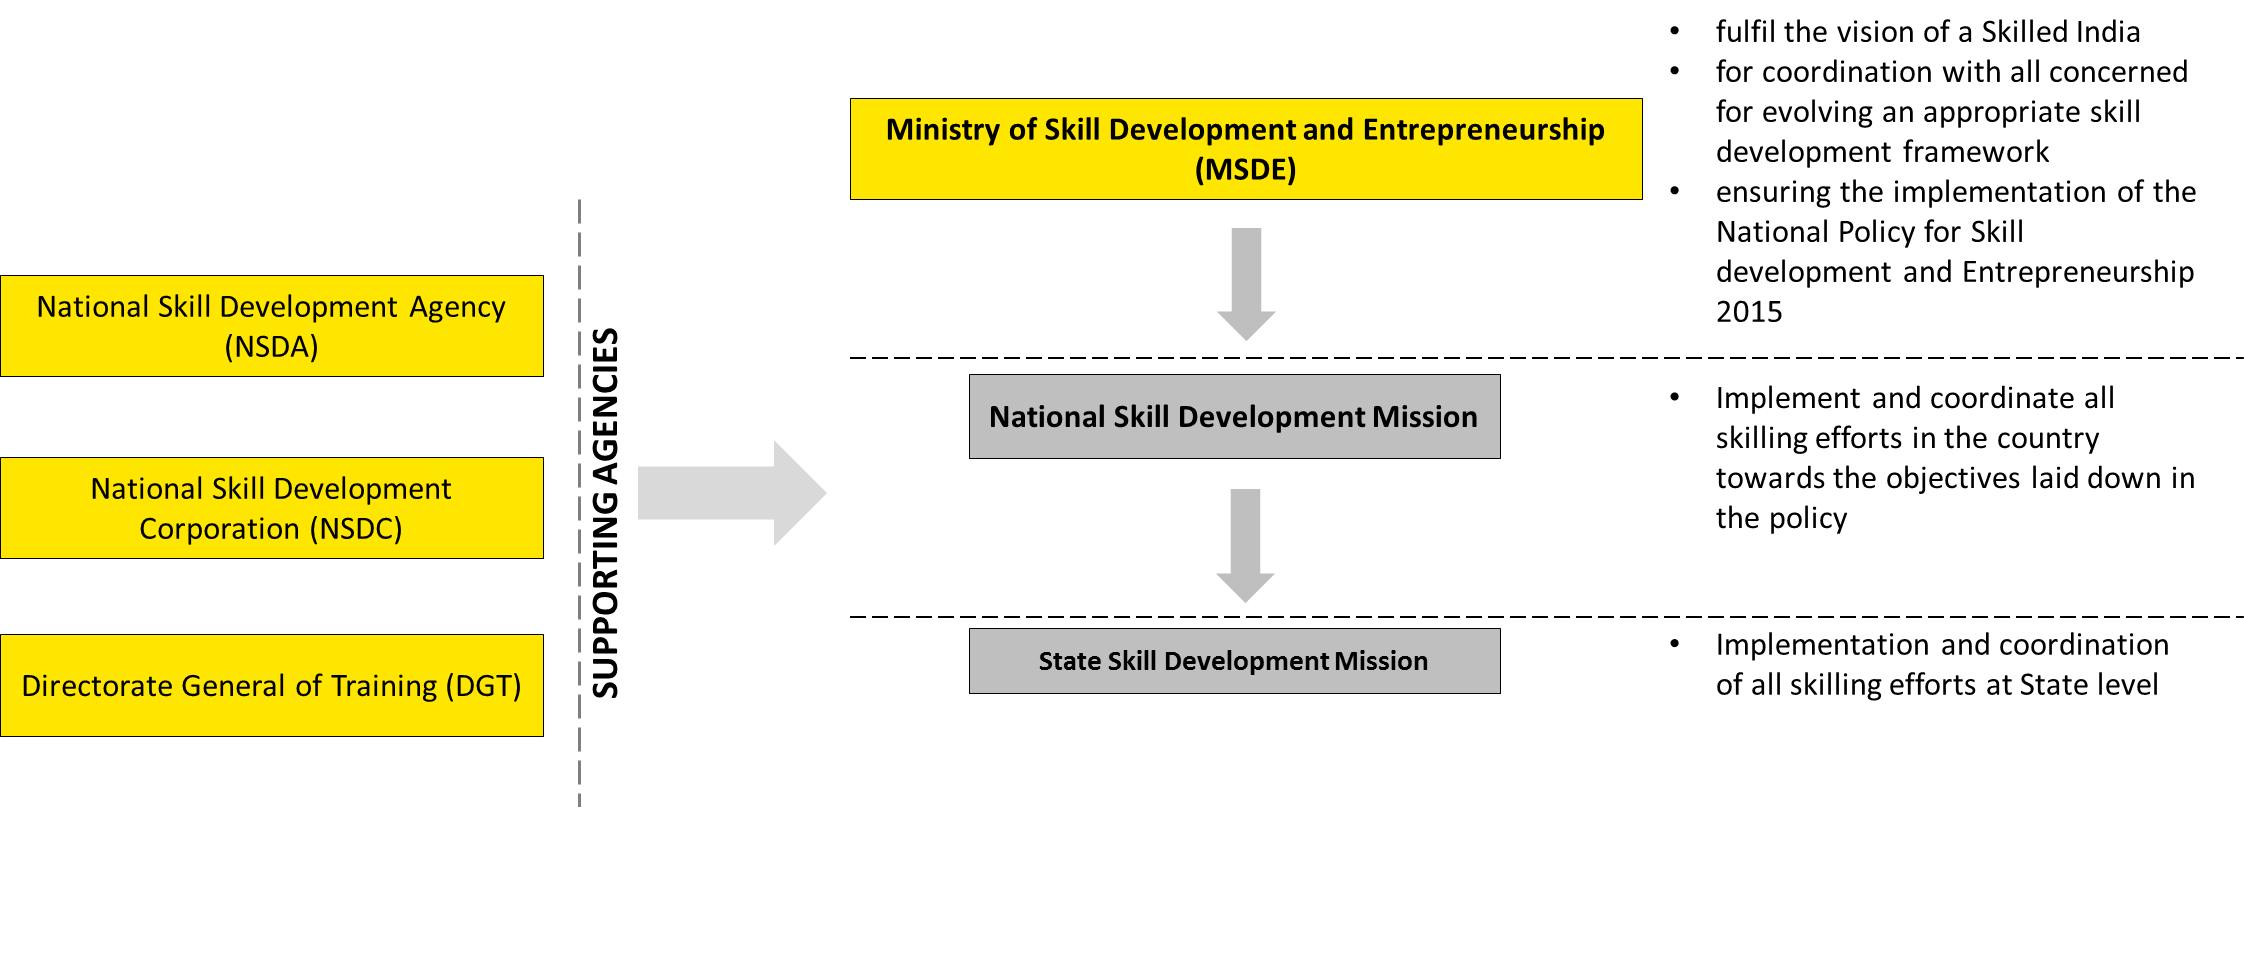 National Skill Development Agency
(NSDA)
National Skill Development
Corporation (NSDC)
Directorate General of Training (DGT)
SUPPORTING AGENCIES
Ministry of Skill Development and Entrepreneurship
(MSDE)
• fulfil the vision of a Skilled India
• for coordination with all concerned
for evolving an appropriate skill
development framework
• ensuring the implementation of the
National Policy for Skill
development and Entrepreneurship
2015
National Skill Development Mission
• Implement and coordinate all
skilling efforts in the country
towards the objectives laid down in
the policy
State Skill Development Mission
• Implementation and coordination
of all skilling efforts at State level